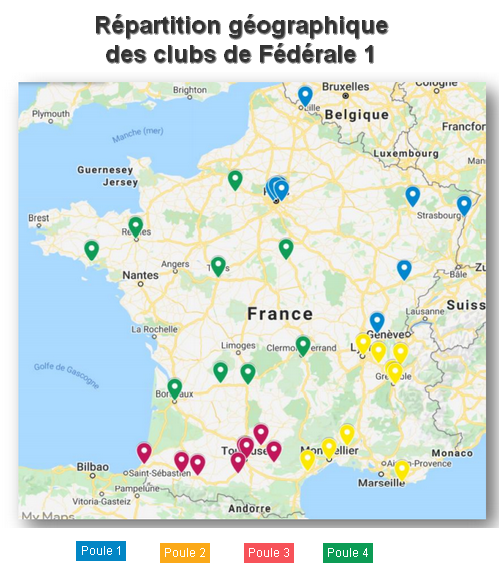 Répartition géographique
des clubs de Fédérale 1
Bruxelles
Cologne
Brighton
Lille
Belgique
Plymouth
Francfort
Manche (mer)
Luxembourg
Guernesey
Jersey
Strasbourg
Brest
Rennes
Angers
Tours
Bâle
Nantes
La Rochelle
France
Suisse
Lausanne
Genève
Limoges
Clermont-Ferrand
Lyon
Golfe de Gascogne
Grenoble
Bordeaux
Toulouse
Montpellier
Monaco
Bilbao
Saint-Sébastien
Aix-en-Provence
Marseille
Pampelune
Vitoria-Gasteiz
Andorre
My Maps
Poule 1
Poule 2
Poule 3
Poule 4